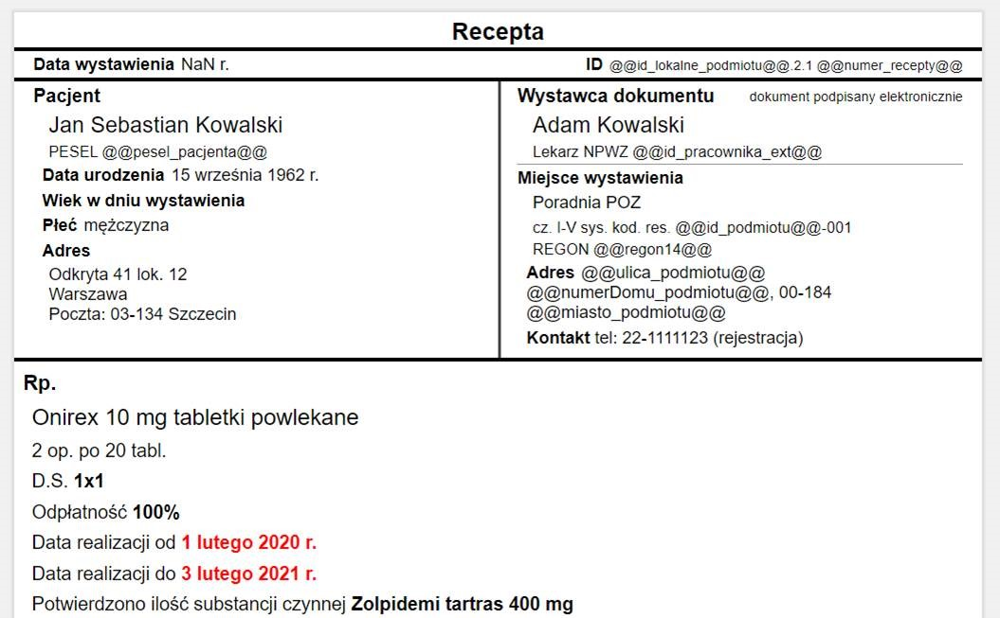 Recepta
Data wystawienia NaN r.
ID @@id_lokalne_podmiotu@@.2.1 @@numer_recepty@@
Pacjent
Jan Sebastian Kowalski
PESEL @@pesel_pacjenta@@
Data urodzenia 15 września 1962 r.
Wiek w dniu wystawienia
Płeć mężczyzna
Adres
Odkryta 41 lok. 12
Warszawa
Poczta: 03-134 Szczecin
Wystawca dokumentu
dokument podpisany elektronicznie
Adam Kowalski
Lekarz NPWZ @@id_pracownika_ext@@
Miejsce wystawienia
Poradnia POZ
cz. I-V sys. kod. res. @@id_podmiotu@@-001
REGON @@regon14@@
Adres @@ulica_podmiotu@@
@@numerDomu_podmiotu@@, 00-184
@@miasto_podmiotu@@
Kontakt tel: 22-1111123 (rejestracja)
Rp.
Onirex 10 mg tabletki powlekane
2 op. po 20 tabl.
D.S. 1x1
Odpłatność 100%
Data realizacji od 1 lutego 2020 r.
Data realizacji do 3 lutego 2021 r.
Potwierdzono ilość substancji czynnej Zolpidemi tartras 400 mg